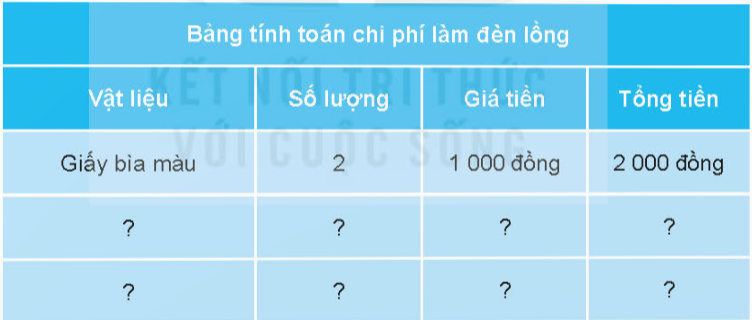 Bảng tính toán chi phí làm đèn lồng
KẾT NỐI TRI THỨC
VỚI CUỘC SỐNG
Vật liệu Số lượng Giá tiền Tổng tiền
Giấy bìa màu 2 1 000 đồng 2 000 đồng
? ? ? ?
? ? ? ?